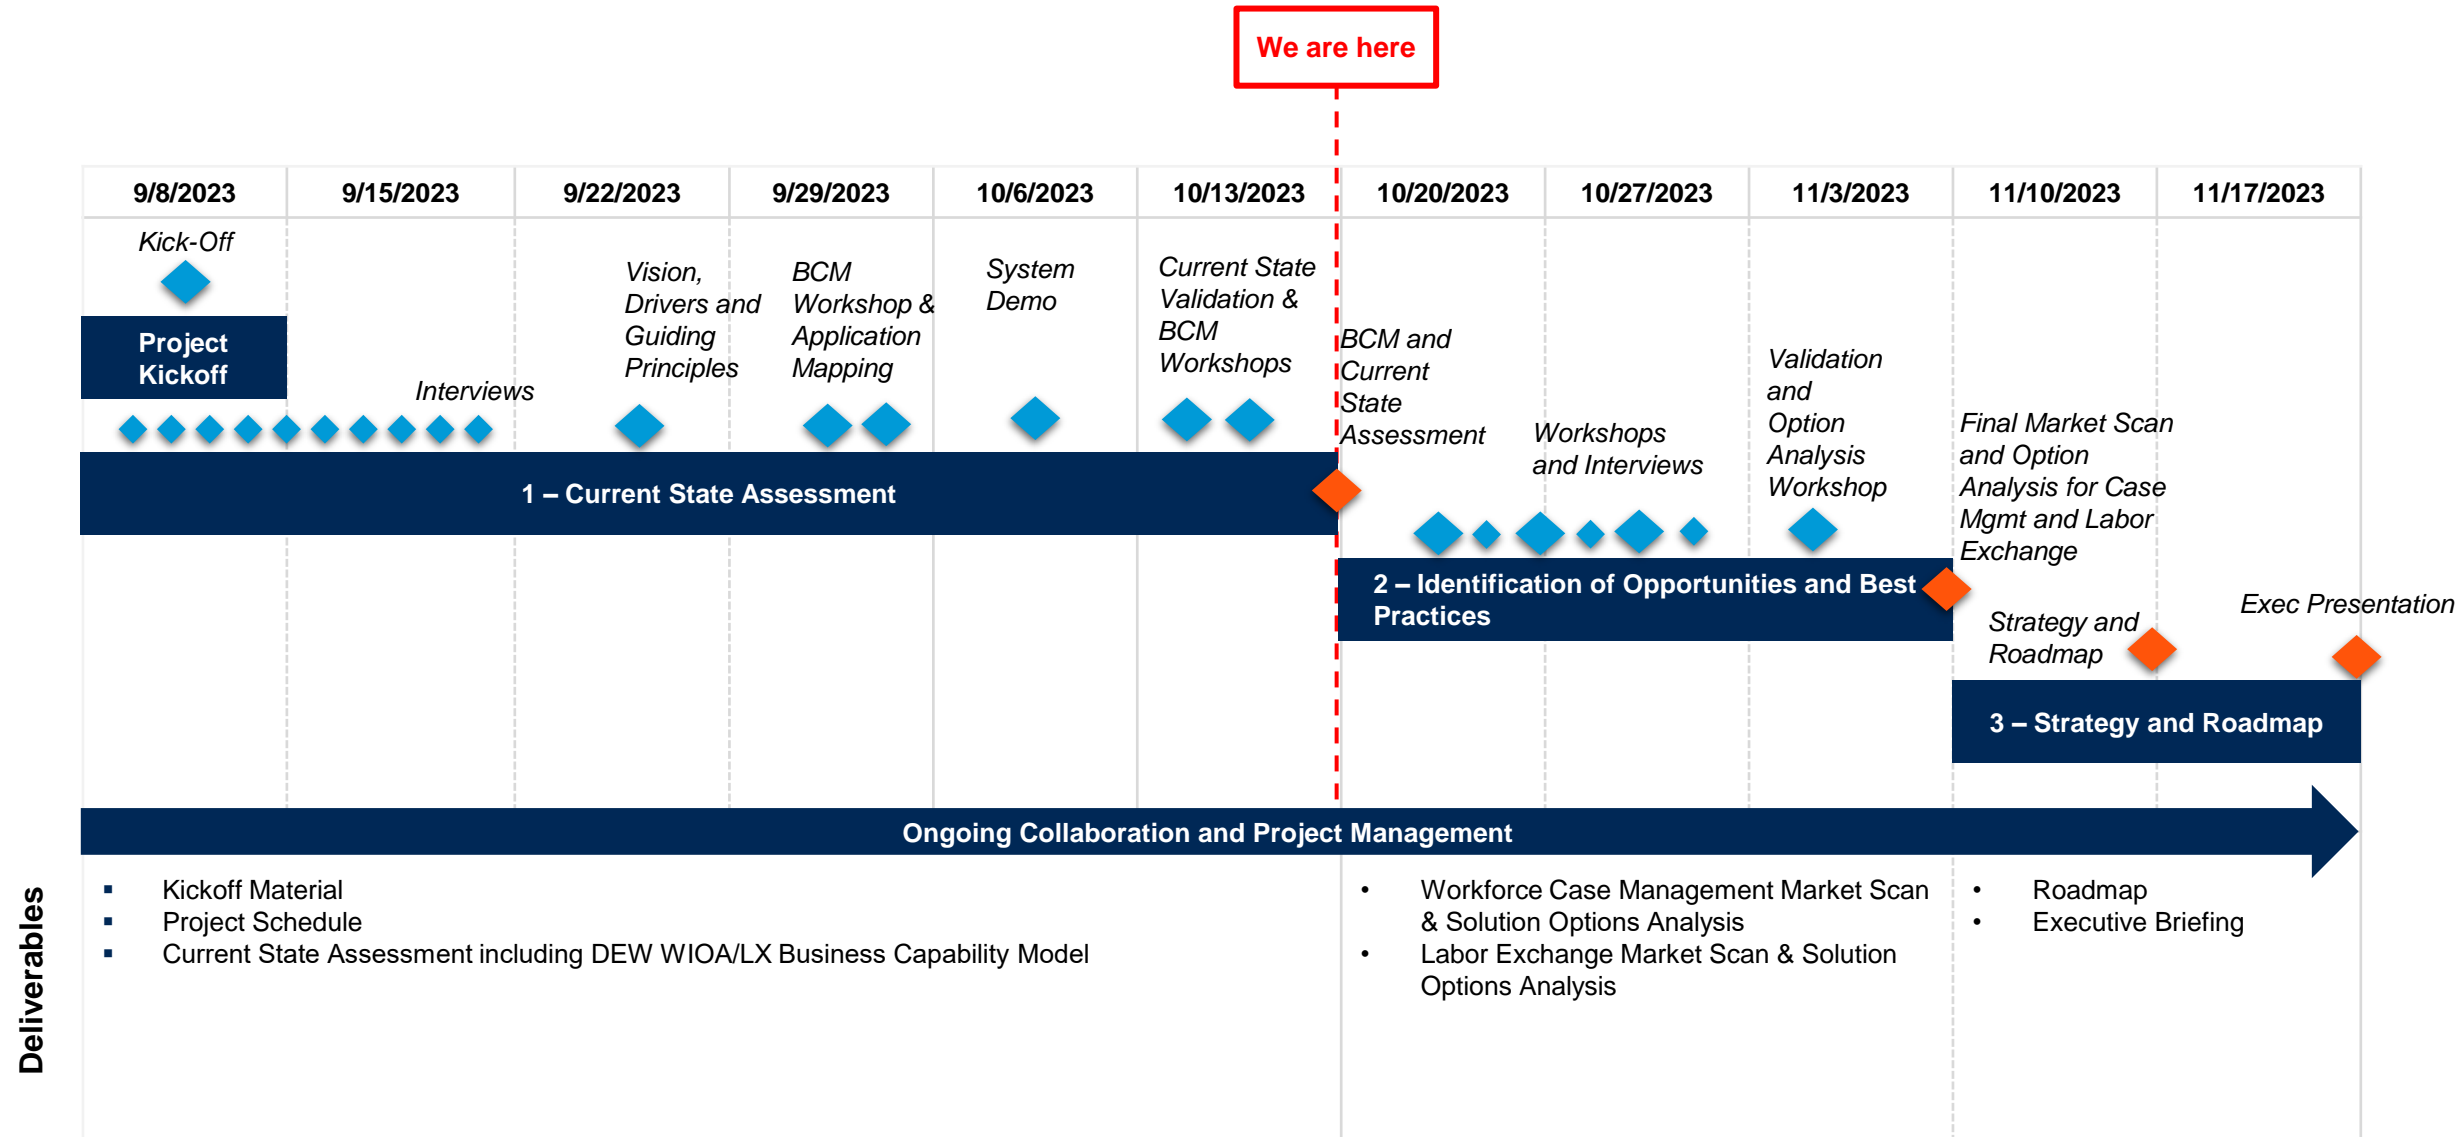 We are here
9/8/2023
9/15/2023
9/22/2023
9/29/2023
10/6/2023
10/13/2023
10/20/2023
10/27/2023
11/3/2023
11/10/2023
11/17/2023
Kick-Off
Project
Kickoff
Interviews
Vision,
Drivers and
Guiding
Principles
BCM
Workshop &
Application
Mapping
System
Demo
Current State
Validation &
BCM
Workshops
BCM and
Current
State
Assessment
Workshops
and Interviews
Validation
and
Option
Analysis
Workshop
Final Market Scan
and Option
Analysis for Case
Mgmt and Labor
Exchange
1 – Current State Assessment
2 – Identification of Opportunities and Best
Practices
Strategy and
Roadmap
Exec Presentation
3 – Strategy and Roadmap
Ongoing Collaboration and Project Management
Deliverables
▪ Kickoff Material
▪ Project Schedule
▪ Current State Assessment including DEW WIOA/LX Business Capability Model
• Workforce Case Management Market Scan
& Solution Options Analysis
• Labor Exchange Market Scan & Solution
Options Analysis
• Roadmap
• Executive Briefing